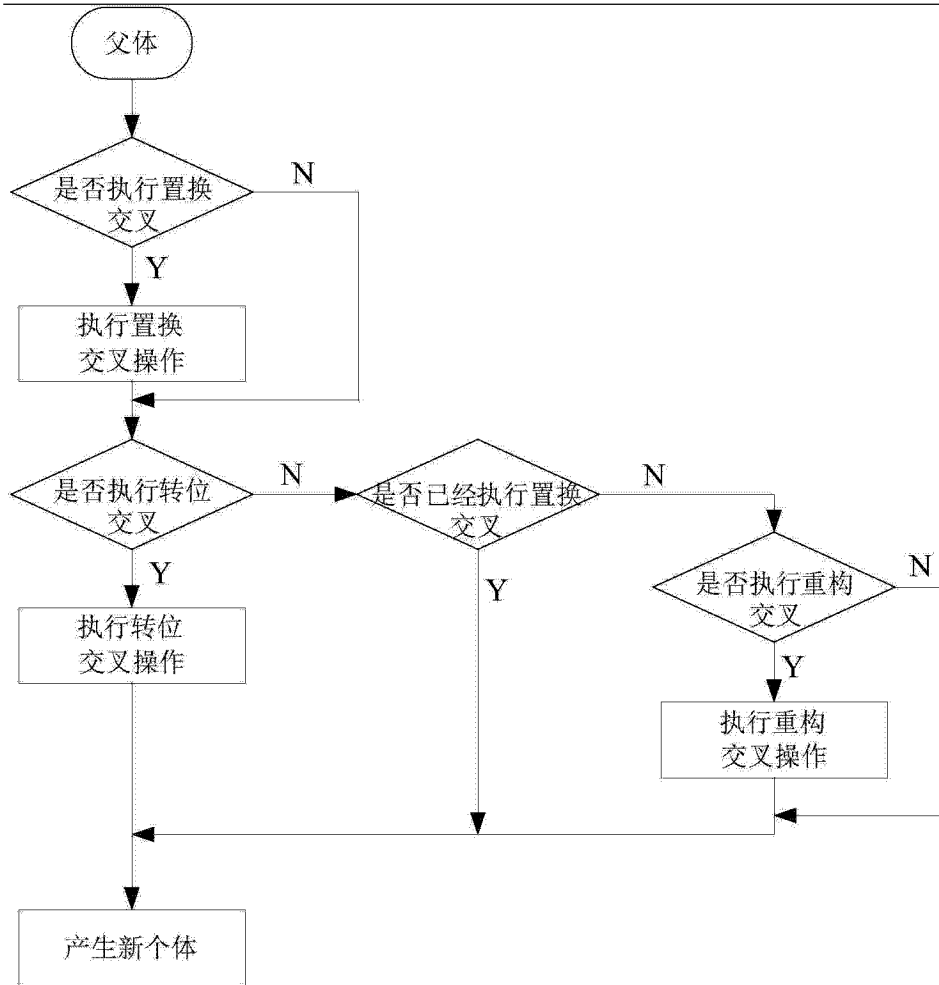 父体
是否执行置换
交叉
N
Y
执行置换
交叉操作
是否执行转位
交叉
N
是否已经执行置换
交叉
N
是否执行重构
交叉
N
Y
Y
Y
执行转位
交叉操作
执行重构
交叉操作
产生新个体